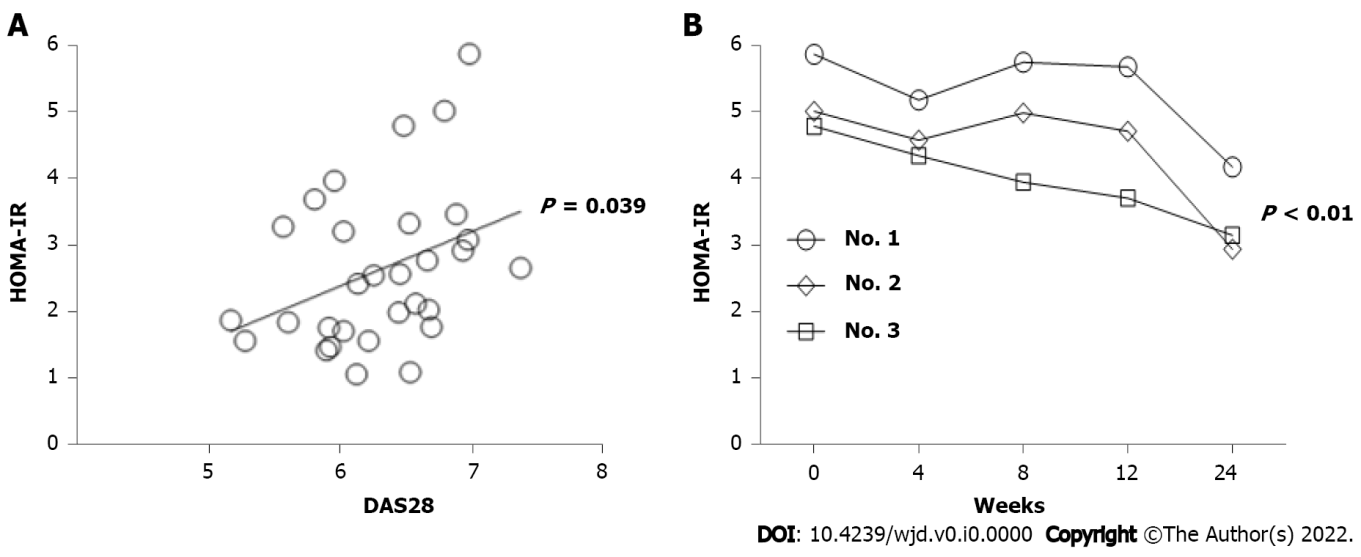 A
B
6
5
4
3
2
1
0
HOMA-IR
P = 0.039
5 6 7 8
DAS28
6
5
4
3
2
1
0
HOMA-IR
No. 1
No. 2
No. 3
P < 0.01
0 4 8 12 24
Weeks
DOI: 10.4239/wjd.v0.i0.0000 Copyright ©The Author(s) 2022.